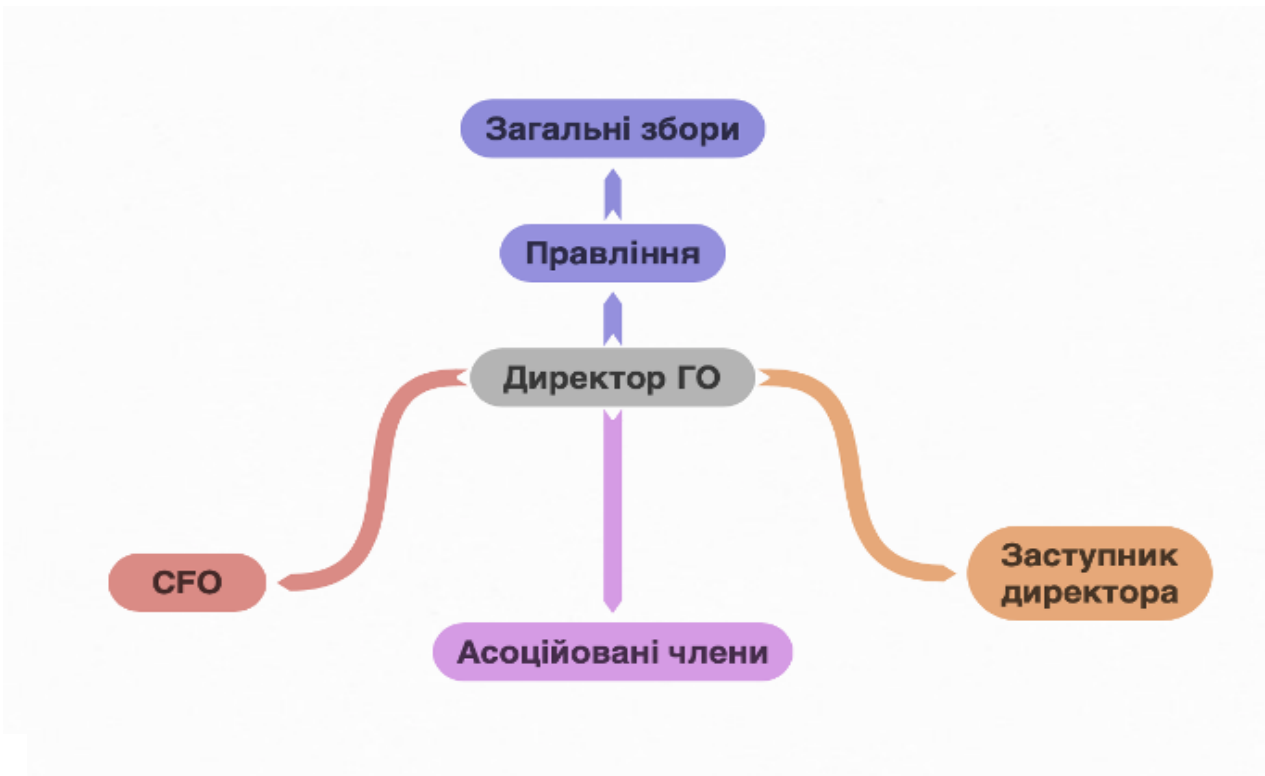 Загальні збори
Правління
Директор ГО
CFO
Заступник
директора
Асоційовані члени